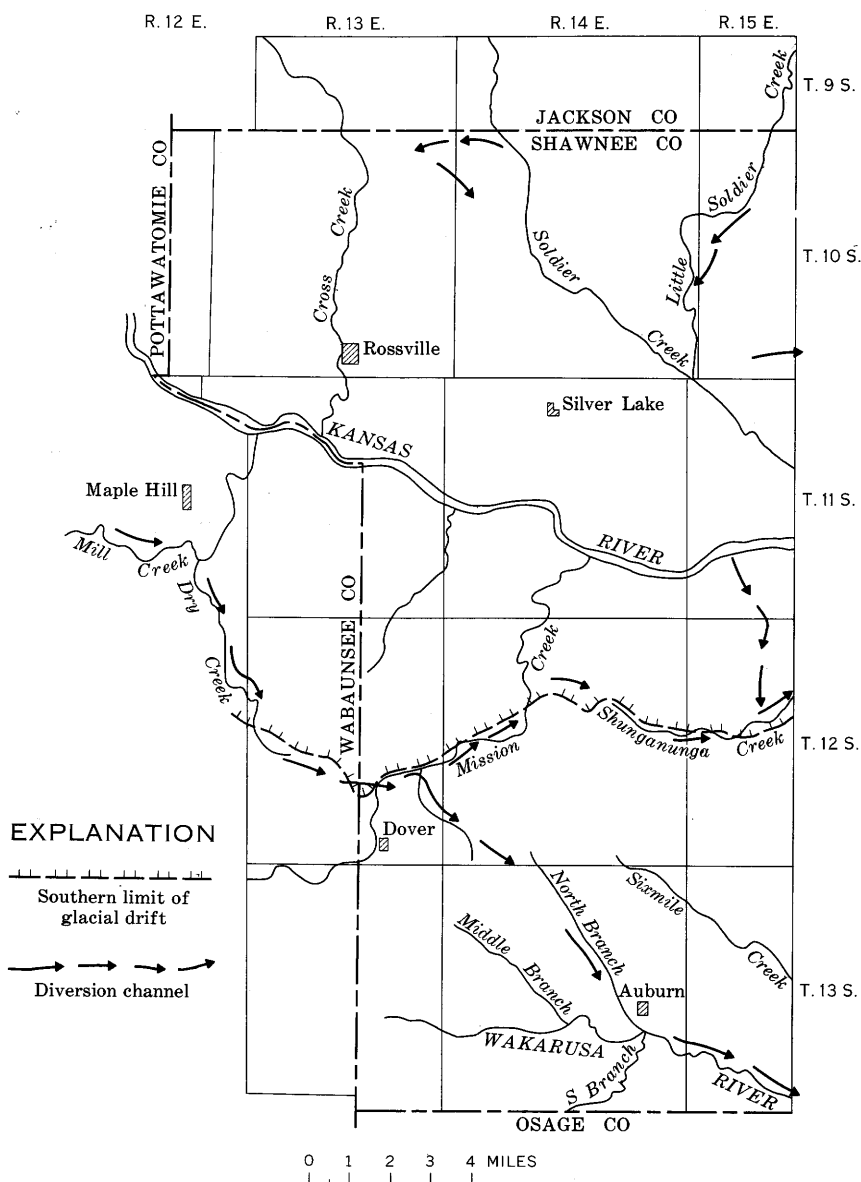 R. 12 E.
R. 13 E.
R. 14 E.
R. 15 E.
T. 9 S.
Creek
JACKSON CO
SHAWNEE CO
POTTAWATOMIE CO
Cross
Creek
Soldier
Creek
Little
Soldier
T. 10 S.
Rossville
Silver Lake
KANSAS
RIVER
Maple Hill
T. 11 S.
Mill
Creek
Dry
Creek
WABAUNSEE CO
Creek
Mission
Shunganunga
Creek
T. 12 S.
Dover
EXPLANATION
Southern limit of
glacial drift
Diversion channel
North Branch
Sixmile
Creek
Middle
Branch
Auburn
T. 13 S.
WAKARUSA
RIVER
S Branch
OSAGE CO
0 1 2 3 4 MILES